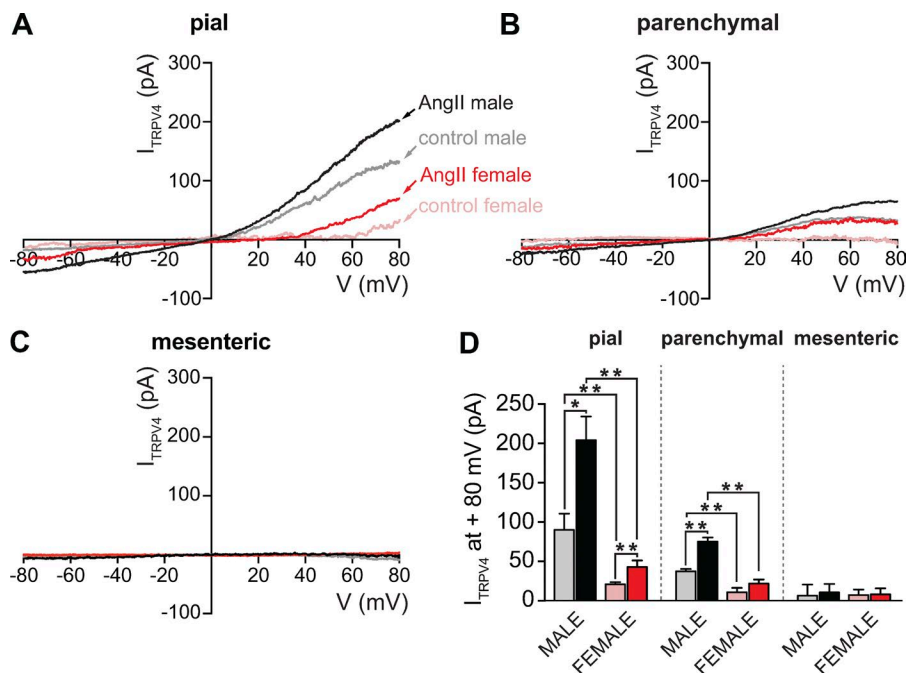 A
pial
I_TRPV4 (pA)
300
200
100
-100
-80 -60 -40 -20 20 40 60 80
V (mV)
AngII male
control male
AngII female
control female
B
parenchymal
I_TRPV4 (pA)
300
200
100
-100
-80 -60 -40 -20 20 40 60 80
V (mV)
C
mesenteric
I_TRPV4 (pA)
300
200
100
-100
-80 -60 -40 -20 20 40 60 80
V (mV)
D
pial parenchymal mesenteric
I_TRPV4 at + 80 mV (pA)
250
200
150
100
50
0
**
**
*
**
**
**
**
MALE FEMALE MALE FEMALE MALE FEMALE